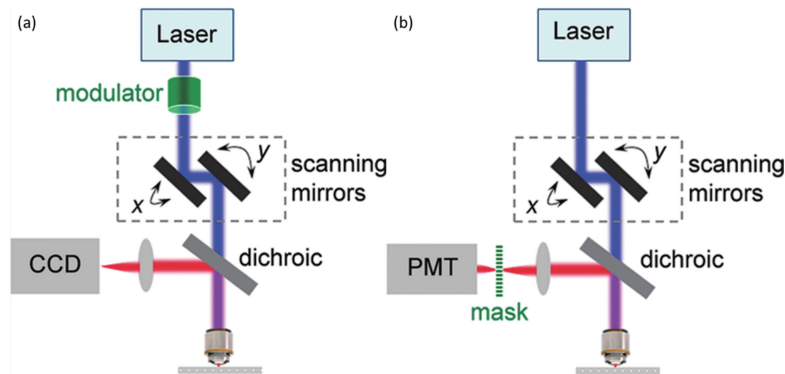 (a)
Laser
modulator
x
y
scanning
mirrors
CCD
dichroic
(b)
Laser
x
y
scanning
mirrors
PMT
mask
dichroic